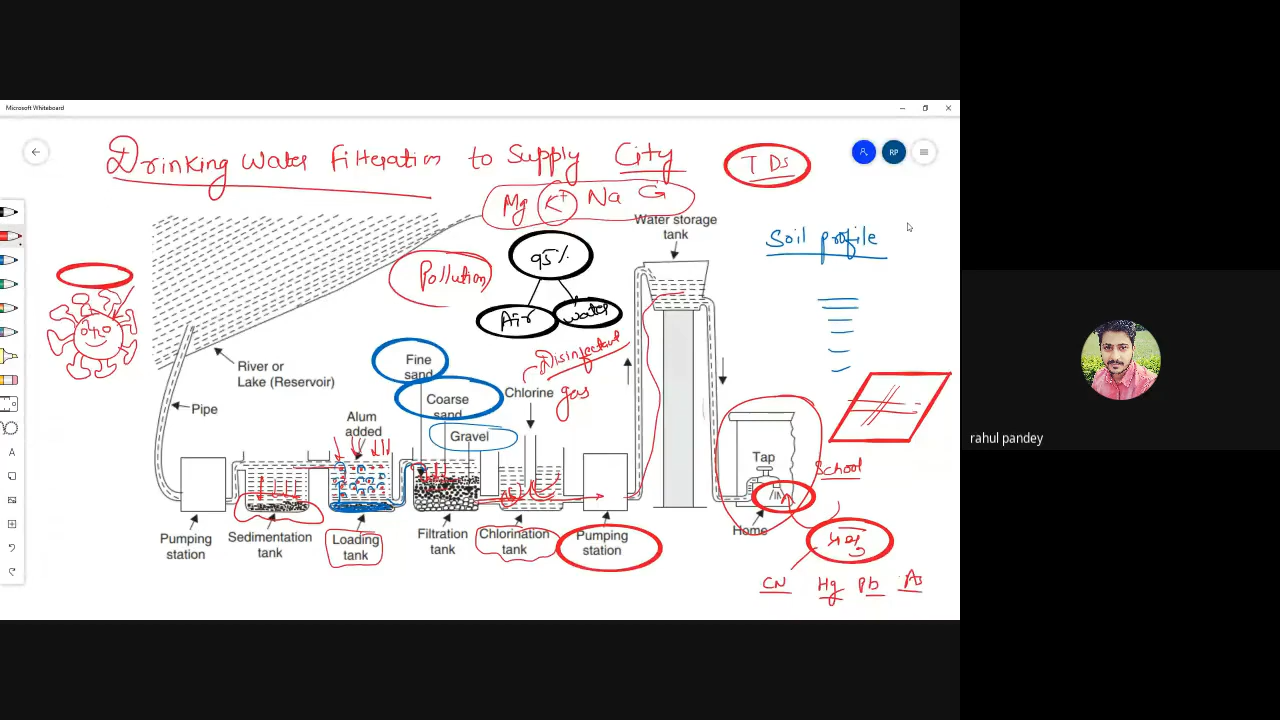 Microsoft Whiteboard
Drinking Water Filteration to Supply City
TDs
RP
Mg K+ Na
Water storage
tank
Soil profile
95%
Pollution
Air
Water
Disinfective
gas
River or
Lake (Reservoir)
Fine
sand
Chlorine
Coarse
sand
Pipe
Alum
added
Gravel
Tap
School
Pumping
station
Sedimentation
tank
Loading
tank
Filtration
tank
Chlorination
tank
Pumping
station
Home
CN Hg Pb As
rahul pandey